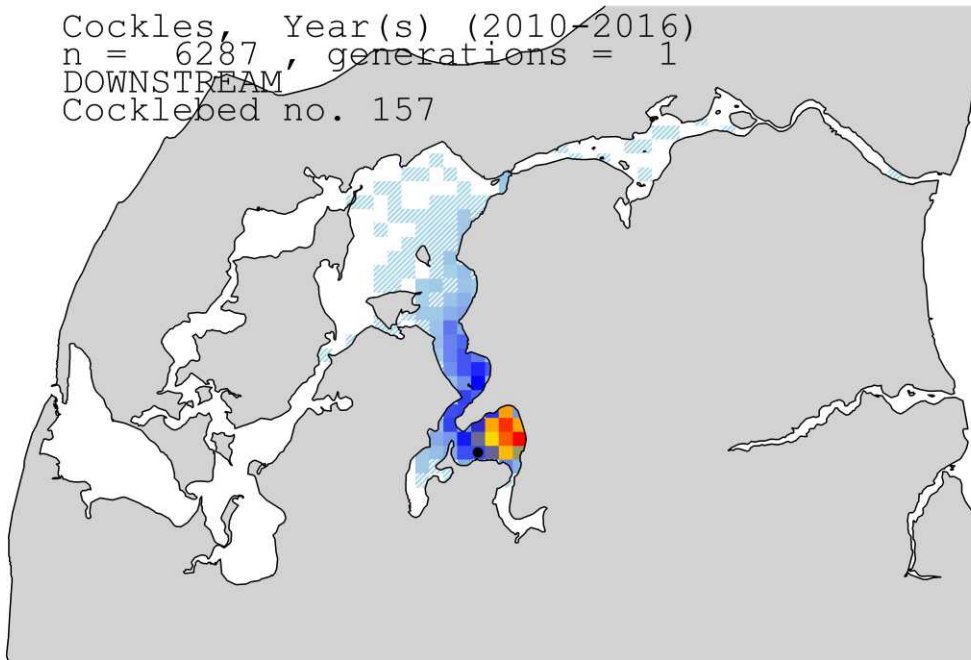 Cockles, Year(s) (2010-2016)
n = 6287 , generations = 1
DOWNSTREAM
Cocklebed no. 157